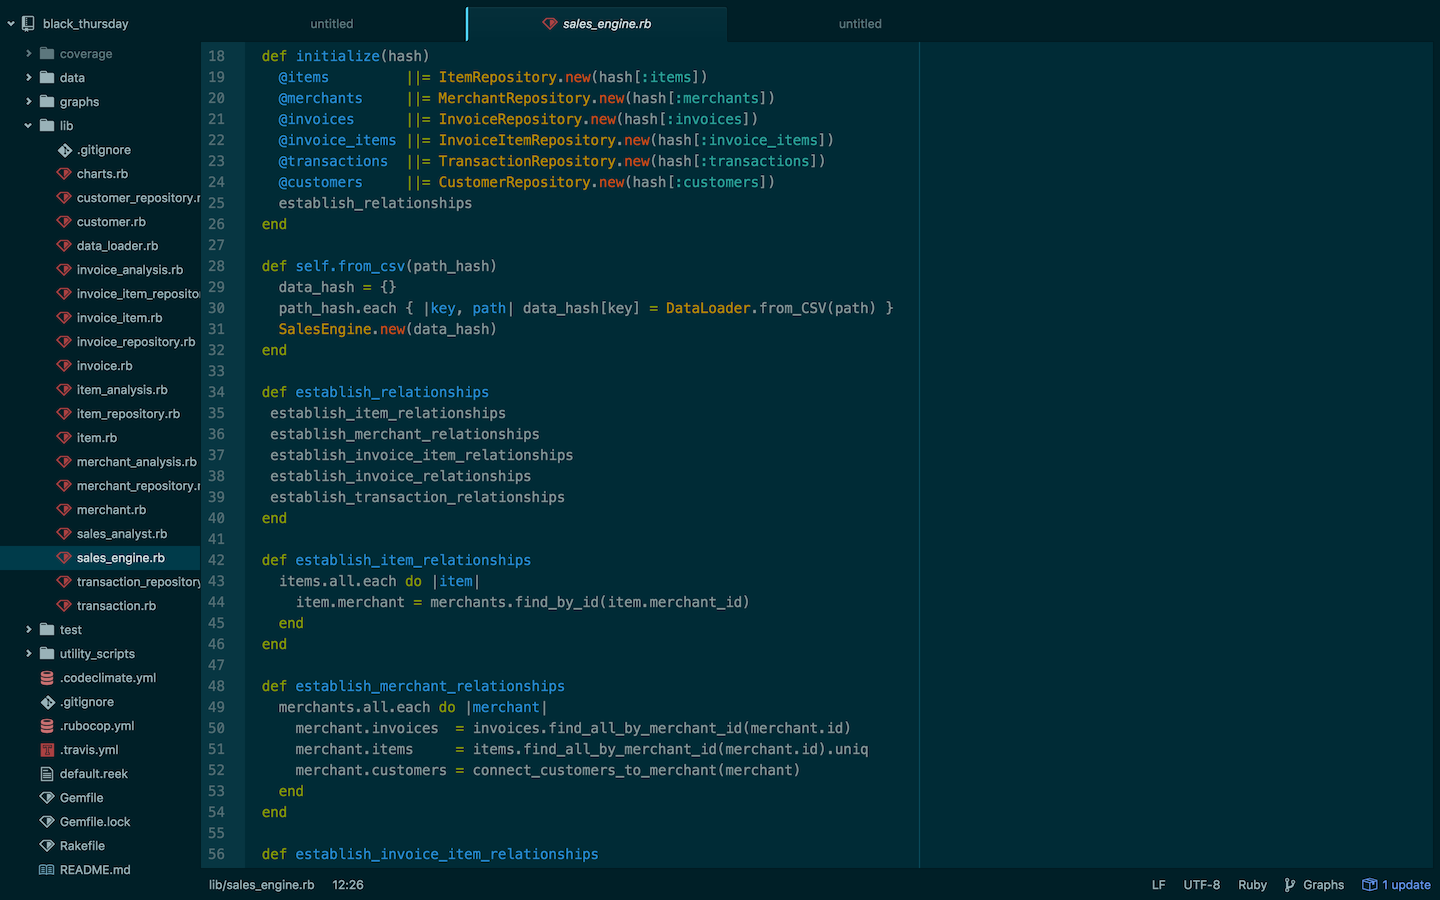 black_thursday
untitled
sales_engine.rb
untitled
coverage
data
graphs
lib
.gitignore
charts.rb
customer_repository.r
customer.rb
data_loader.rb
invoice_analysis.rb
invoice_item_reposito
invoice_item.rb
invoice_repository.rb
invoice.rb
item_analysis.rb
item_repository.rb
item.rb
merchant_analysis.rb
merchant_repository.r
merchant.rb
sales_analyst.rb
sales_engine.rb
transaction_repository
transaction.rb
test
utility_scripts
.codeclimate.yml
.gitignore
.rubocop.yml
.travis.yml
default.reek
Gemfile
Gemfile.lock
Rakefile
README.md
18 def initialize(hash)
19   @items         ||= ItemRepository.new(hash[:items])
20   @merchants     ||= MerchantRepository.new(hash[:merchants])
21   @invoices      ||= InvoiceRepository.new(hash[:invoices])
22   @invoice_items ||= InvoiceItemRepository.new(hash[:invoice_items])
23   @transactions  ||= TransactionRepository.new(hash[:transactions])
24   @customers     ||= CustomerRepository.new(hash[:customers])
25   establish_relationships
26 end
27
28 def self.from_csv(path_hash)
29   data_hash = {}
30   path_hash.each { |key, path| data_hash[key] = DataLoader.from_CSV(path) }
31   SalesEngine.new(data_hash)
32 end
33
34 def establish_relationships
35  establish_item_relationships
36  establish_merchant_relationships
37  establish_invoice_item_relationships
38  establish_invoice_relationships
39  establish_transaction_relationships
40 end
41
42 def establish_item_relationships
43   items.all.each do |item|
44     item.merchant = merchants.find_by_id(item.merchant_id)
45   end
46 end
47
48 def establish_merchant_relationships
49   merchants.all.each do |merchant|
50     merchant.invoices  = invoices.find_all_by_merchant_id(merchant.id)
51     merchant.items     = items.find_all_by_merchant_id(merchant.id).uniq
52     merchant.customers = connect_customers_to_merchant(merchant)
53   end
54 end
55
56 def establish_invoice_item_relationships
lib/sales_engine.rb 12:26
LF UTF-8 Ruby Graphs 1 update